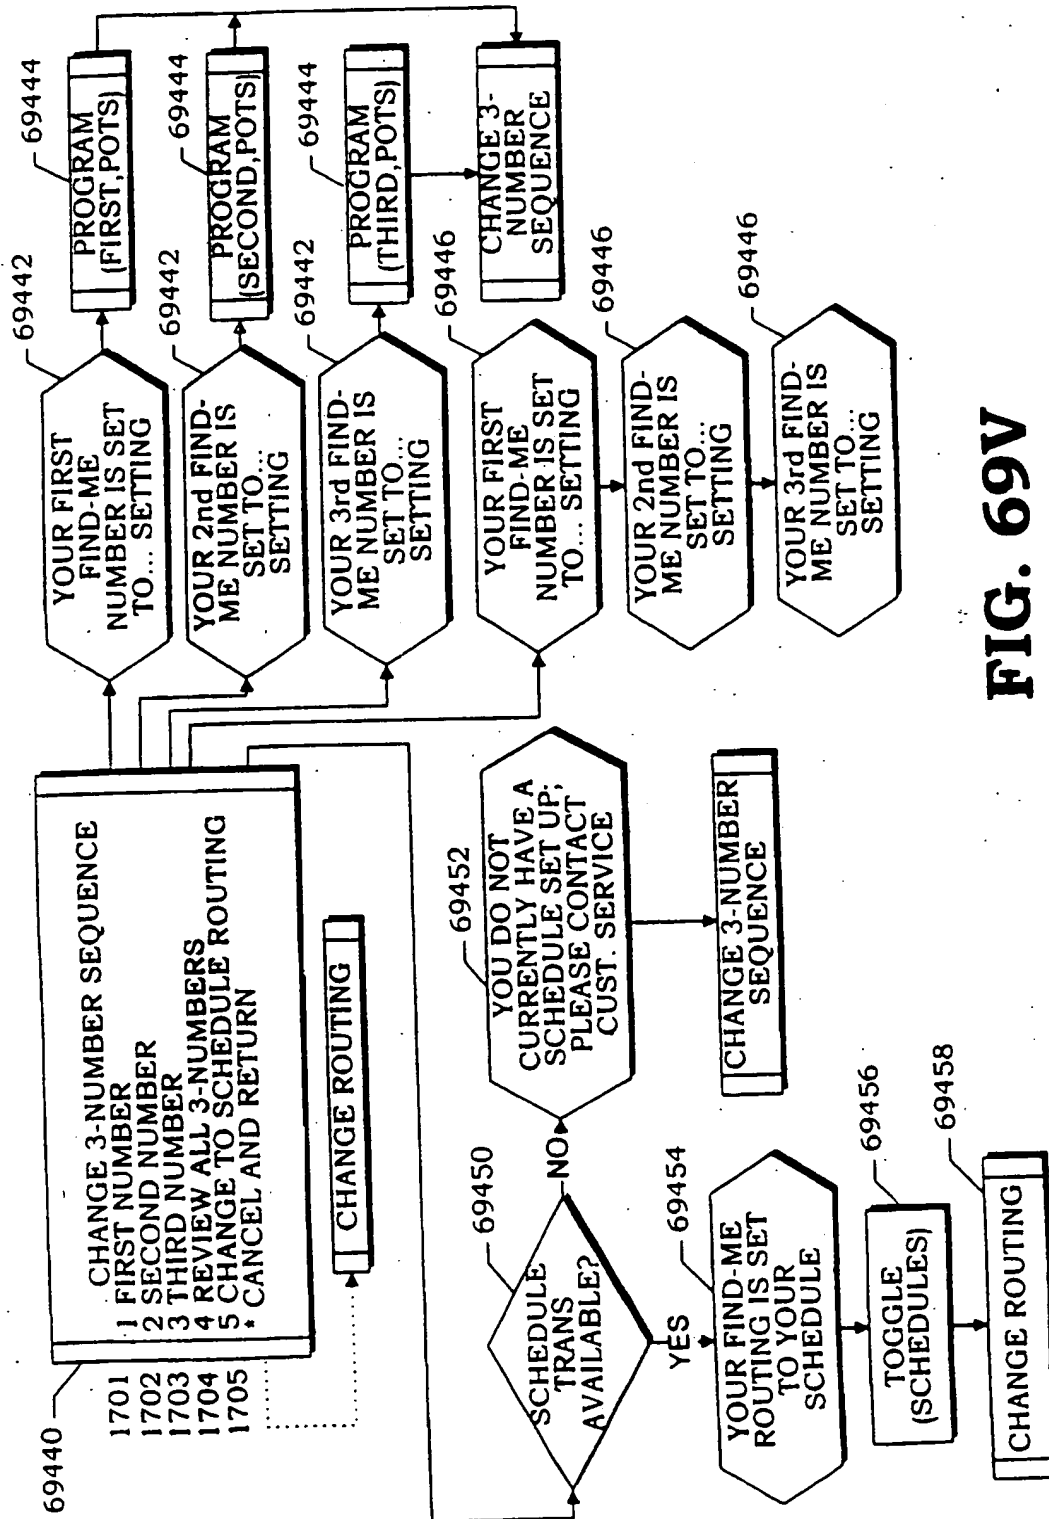 69440
CHANGE 3-NUMBER SEQUENCE
1701 1 FIRST NUMBER
1702 2 SECOND NUMBER
1703 3 THIRD NUMBER
1704 4 REVIEW ALL 3-NUMBERS
1705 5 CHANGE TO SCHEDULE ROUTING
* CANCEL AND RETURN
CHANGE ROUTING
69442
YOUR FIRST
FIND-ME
NUMBER IS SET
TO... SETTING
69444
PROGRAM
(FIRST,POTS)
69442
YOUR 2nd FIND-
ME NUMBER IS
SET TO...
SETTING
69444
PROGRAM
(SECOND,POTS)
69442
YOUR 3rd FIND-
ME NUMBER IS
SET TO...
SETTING
69444
PROGRAM
(THIRD,POTS)
69446
YOUR FIRST
FIND-ME
NUMBER IS SET
TO... SETTING
CHANGE 3-
NUMBER
SEQUENCE
69446
YOUR 2nd FIND-
ME NUMBER IS
SET TO...
SETTING
69446
YOUR 3rd FIND-
ME NUMBER IS
SET TO...
SETTING
69450
SCHEDULE
TRANS
AVAILABLE?
NO
69452
YOU DO NOT
CURRENTLY HAVE A
SCHEDULE SET UP;
PLEASE CONTACT
CUST. SERVICE
CHANGE 3-NUMBER
SEQUENCE
YES
69454
YOUR FIND-ME
ROUTING IS SET
TO YOUR
SCHEDULE
69456
TOGGLE
(SCHEDULES)
69458
CHANGE ROUTING
FIG. 69V